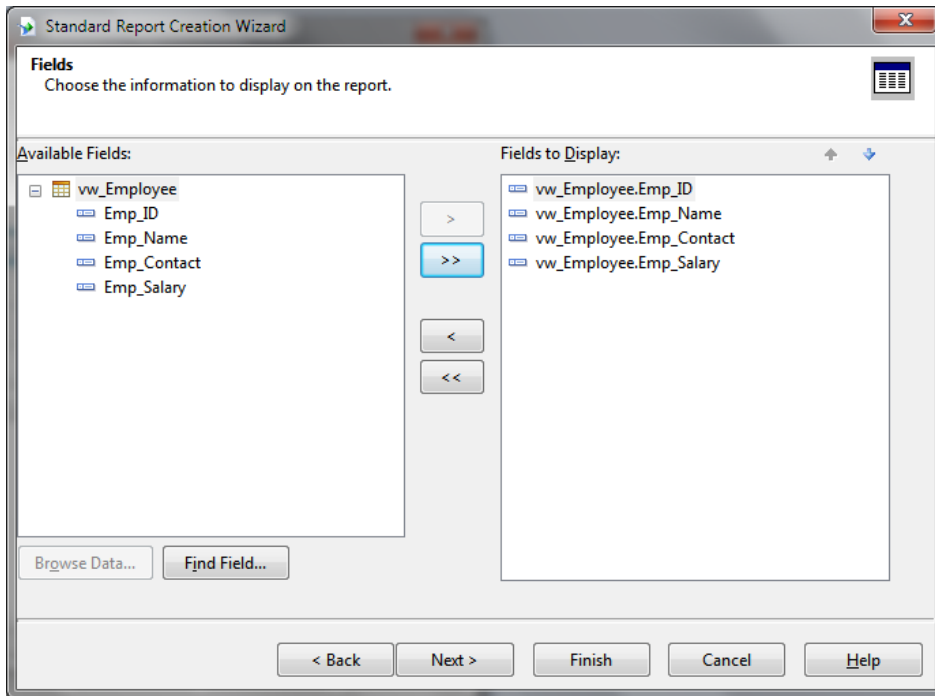 Standard Report Creation Wizard
Fields
Choose the information to display on the report.
Available Fields:
vw_Employee
Emp_ID
Emp_Name
Emp_Contact
Emp_Salary
>
>>
<
<<
Fields to Display:
vw_Employee.Emp_ID
vw_Employee.Emp_Name
vw_Employee.Emp_Contact
vw_Employee.Emp_Salary
Browse Data...
Find Field...
< Back
Next >
Finish
Cancel
Help